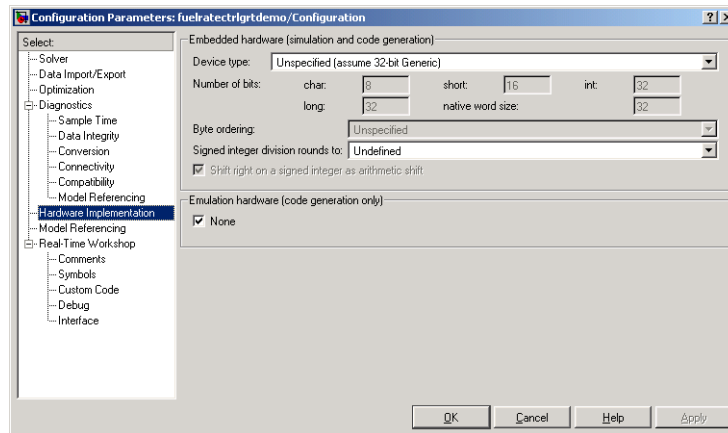 Configuration Parameters: fuelratectrlgrtdemo/Configuration
Select:
Solver
Data Import/Export
Optimization
Diagnostics
Sample Time
Data Integrity
Conversion
Connectivity
Compatibility
Model Referencing
Hardware Implementation
Model Referencing
Real-Time Workshop
Comments
Symbols
Custom Code
Debug
Interface
Embedded hardware (simulation and code generation)
Device type: Unspecified (assume 32-bit Generic)
Number of bits: char: 8 short: 16 int: 32
long: 32 native word size: 32
Byte ordering: Unspecified
Signed integer division rounds to: Undefined
Shift right on a signed integer as arithmetic shift
Emulation hardware (code generation only)
None
OK Cancel Help Apply